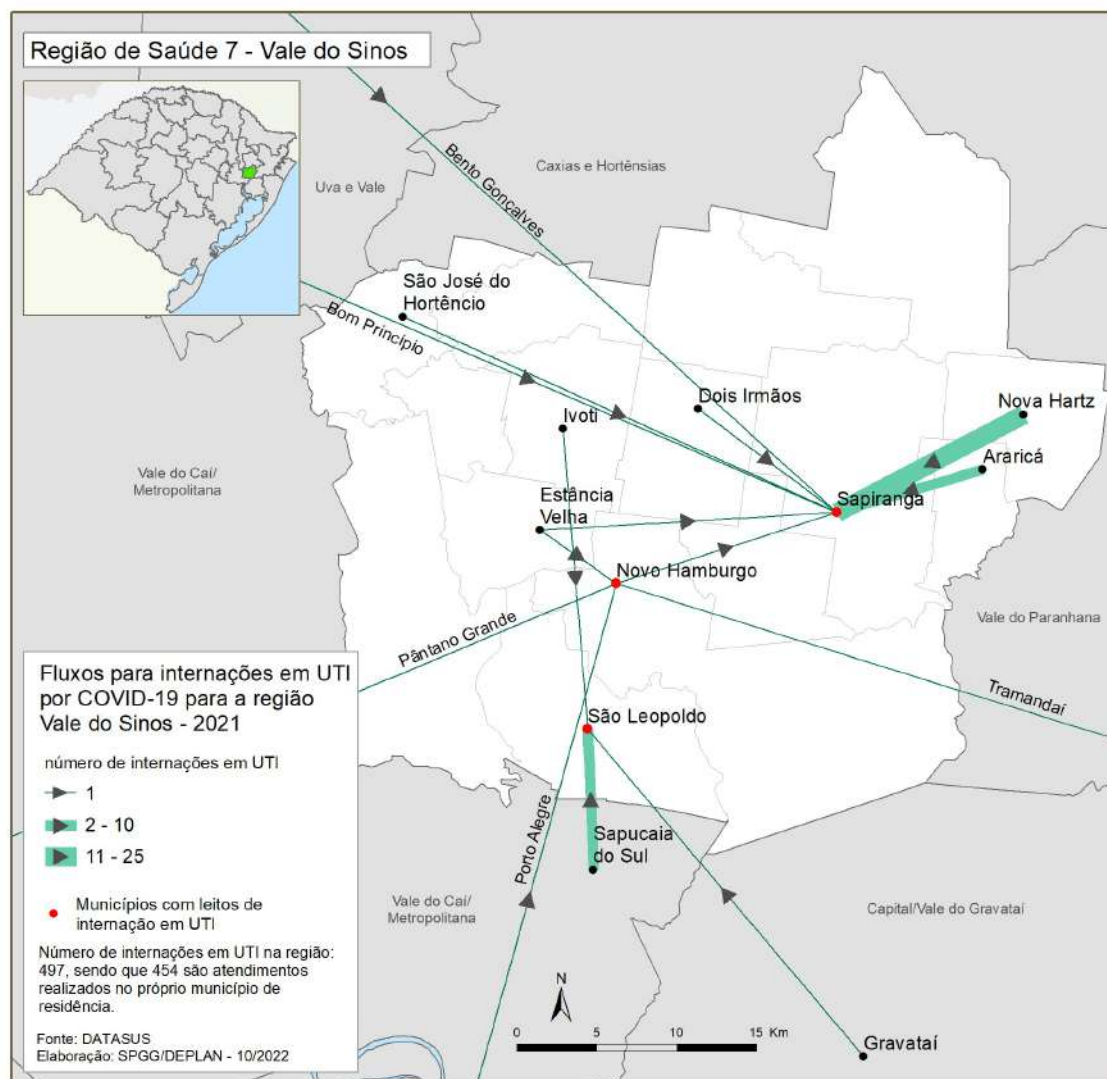 Região de Saúde 7 - Vale do Sinos
Bento Gonçalves
Caxias e Hortênsias
Uva e Vale
São José do
Hortêncio
Bom Princípio
Dois Irmãos
Nova Hartz
Ivoti
Araricá
Vale do Caí/
Metropolitana
Estância
Velha
Sapiranga
Novo Hamburgo
Vale do Paranhana
Pântano Grande
Tramandaí
São Leopoldo
Porto Alegre
Sapucaia
do Sul
Vale do Caí/
Metropolitana
Capital/Vale do Gravataí
Gravataí
Fluxos para internações em UTI
por COVID-19 para a região
Vale do Sinos - 2021
número de internações em UTI
1
2 - 10
11 - 25
Municípios com leitos de
internação em UTI
Número de internações em UTI na região:
497, sendo que 454 são atendimentos
realizados no próprio município de
residência.
Fonte: DATASUS
Elaboração: SPGG/DEPLAN - 10/2022
N
0 5 10 15 Km